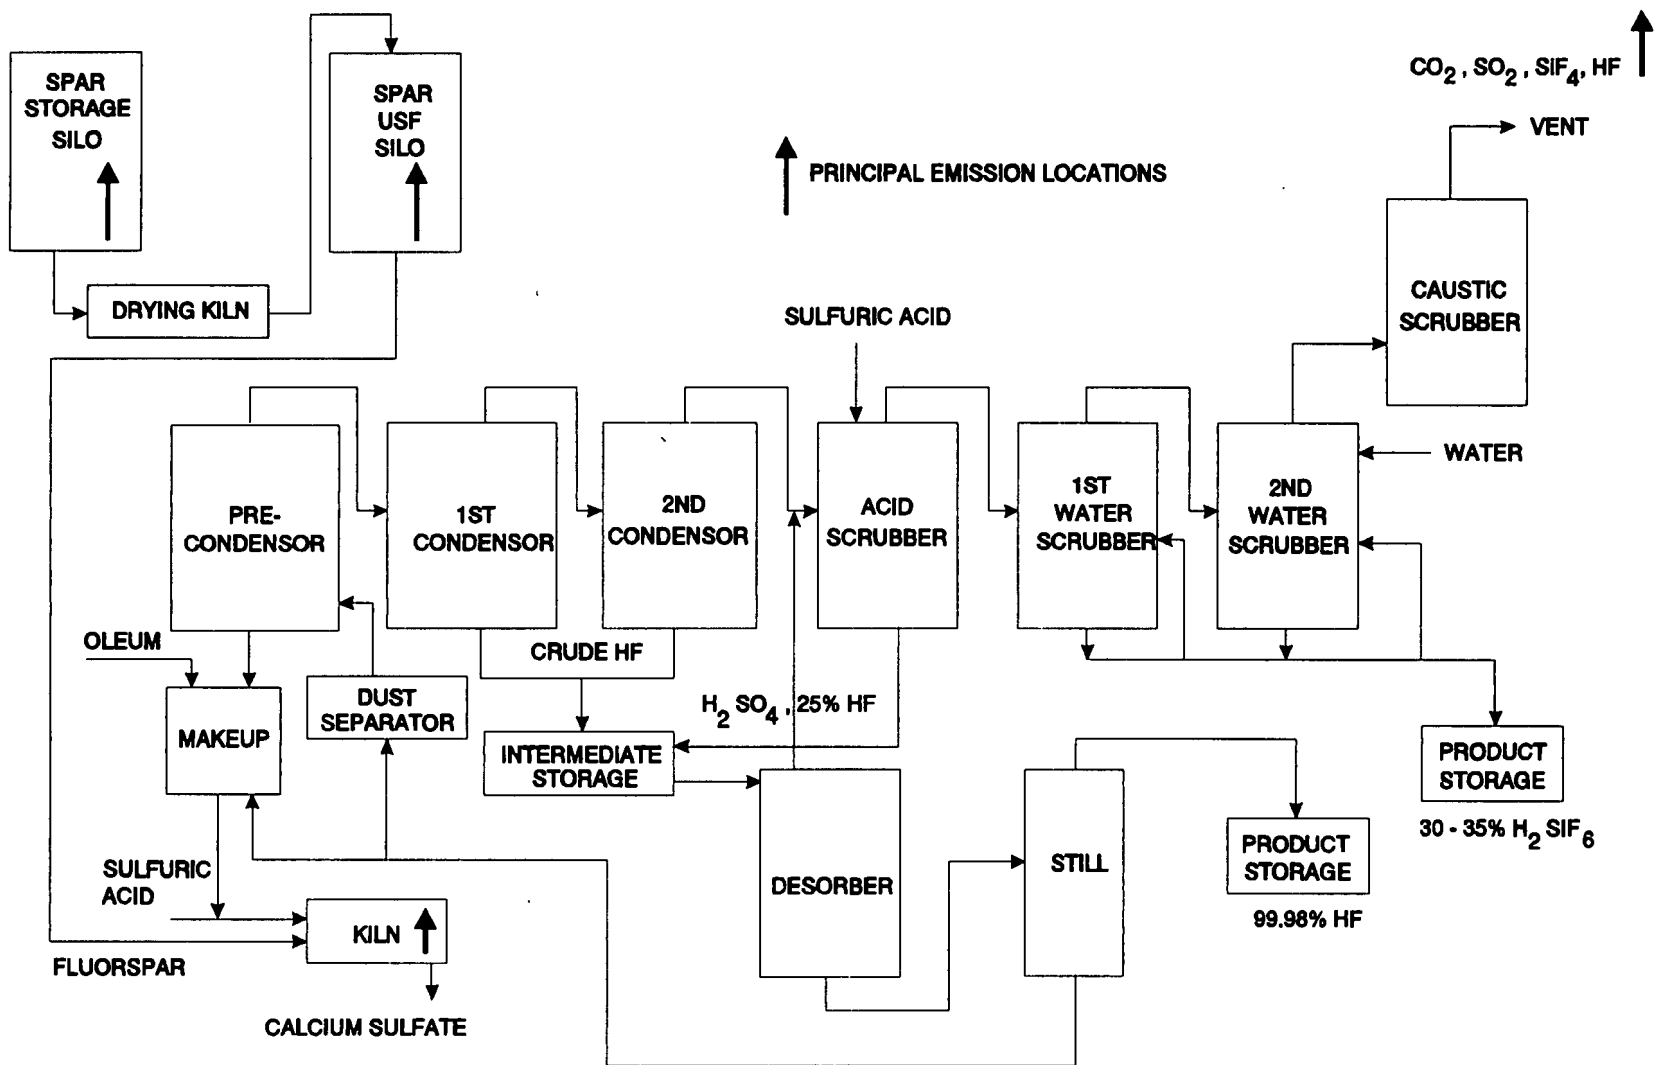 SPAR
STORAGE
SILO
SPAR
USF
SILO
CO2 , SO2 , SIF4, HF
VENT
PRINCIPAL EMISSION LOCATIONS
DRYING KILN
CAUSTIC
SCRUBBER
SULFURIC ACID
PRE-
CONDENSOR
1ST
CONDENSOR
2ND
CONDENSOR
ACID
SCRUBBER
1ST
WATER
SCRUBBER
2ND
WATER
SCRUBBER
WATER
OLEUM
CRUDE HF
MAKEUP
DUST
SEPARATOR
H2 SO4 , 25% HF
INTERMEDIATE
STORAGE
PRODUCT
STORAGE
30 - 35% H2 SIF6
SULFURIC
ACID
KILN
DESORBER
STILL
PRODUCT
STORAGE
99.98% HF
FLUORSPAR
CALCIUM SULFATE